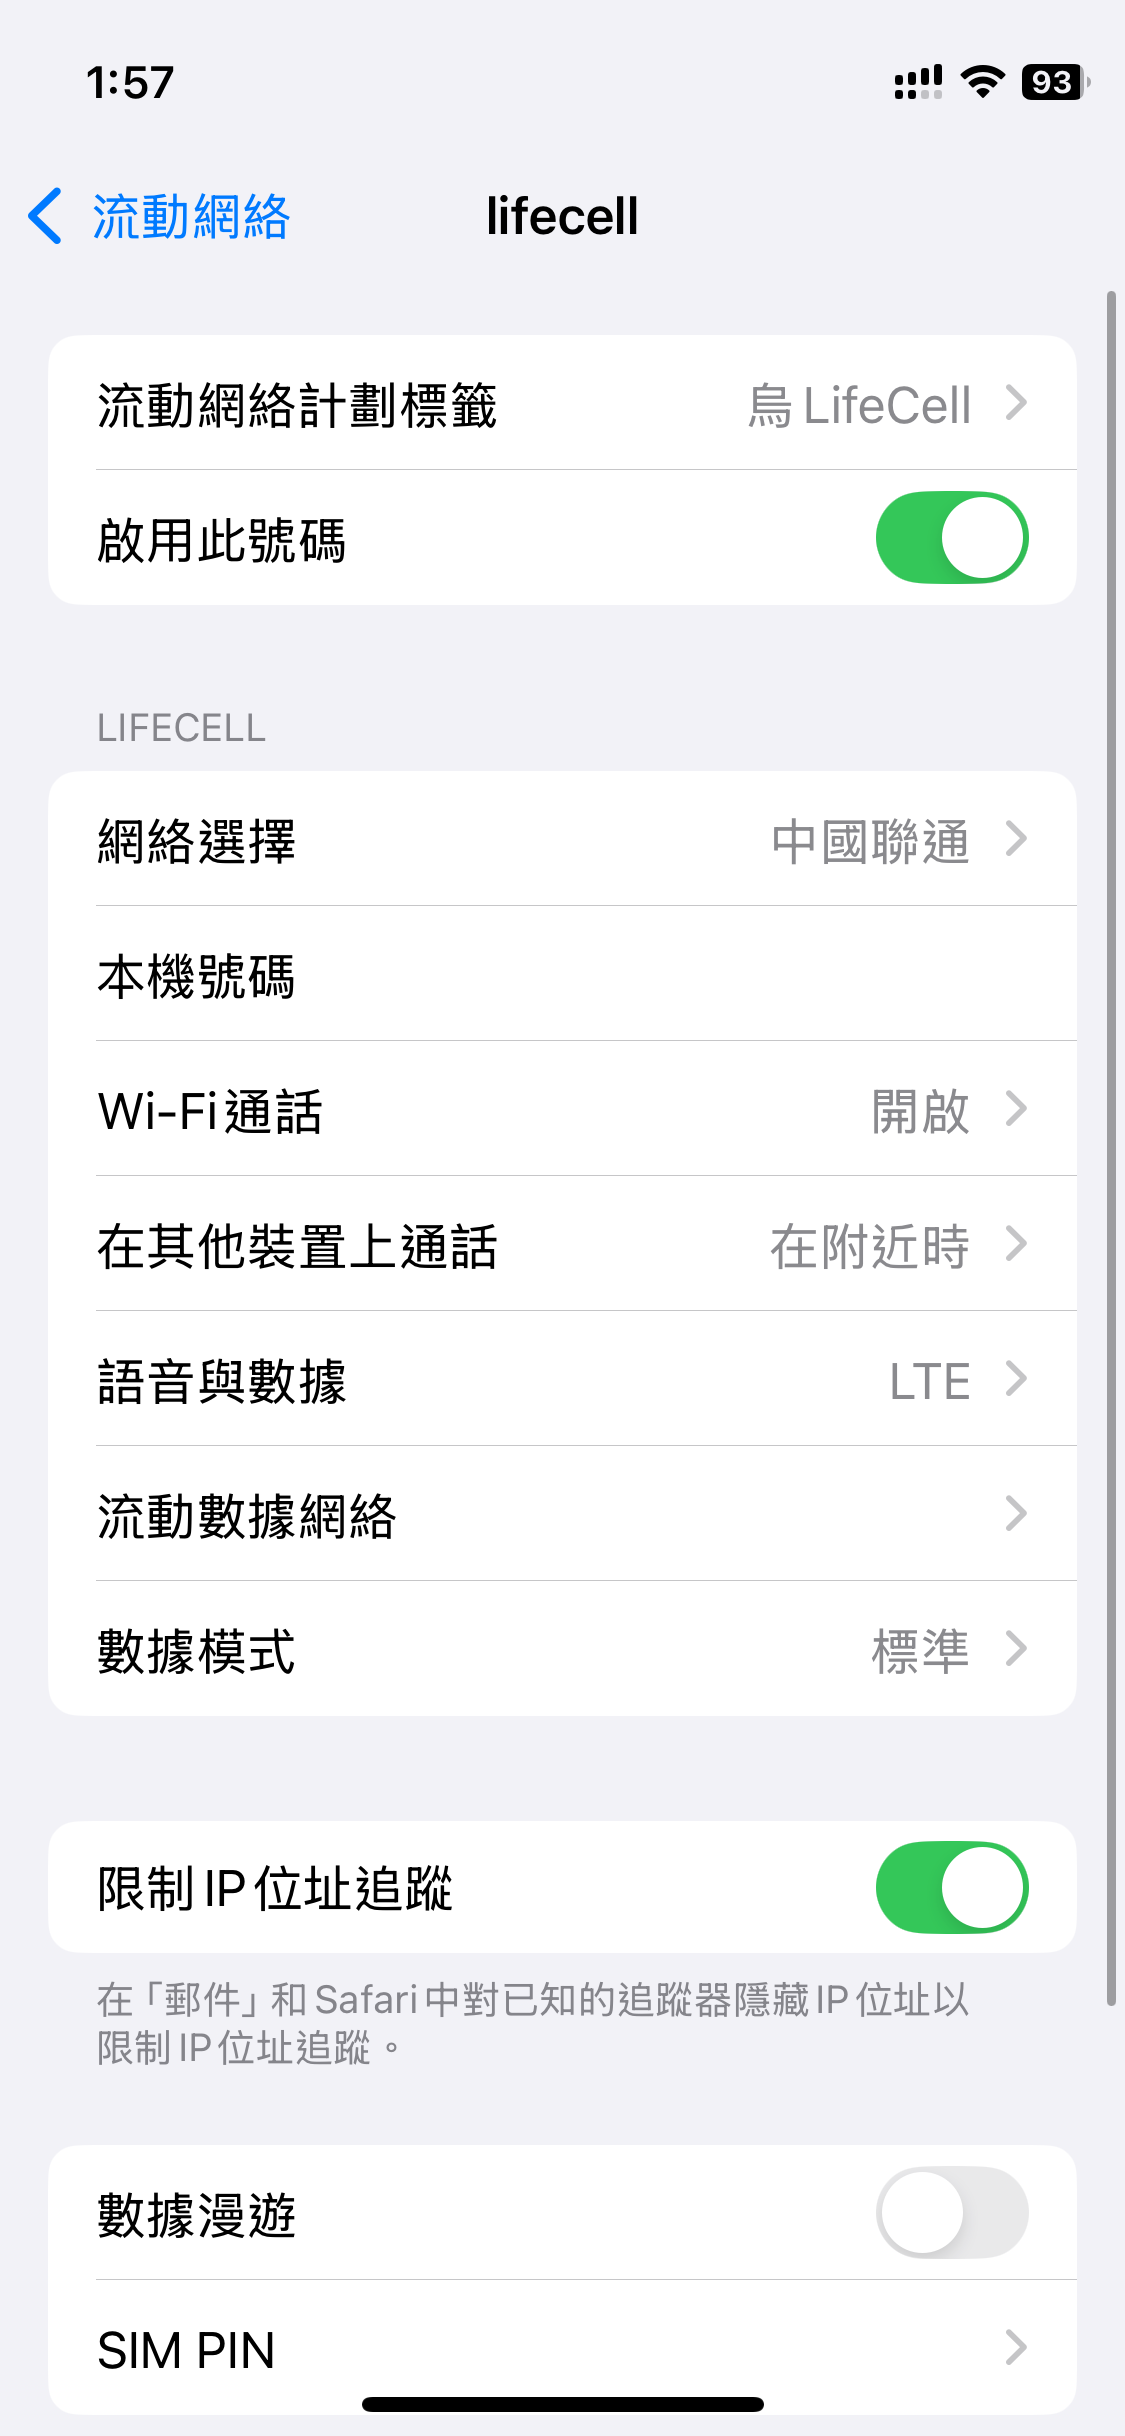 1:57
93
流動網絡
lifecell
流動網絡計劃標籤
烏 LifeCell
啟用此號碼
LIFECELL
網絡選擇
中國聯通
本機號碼
Wi-Fi 通話
開啟
在其他裝置上通話
在附近時
語音與數據
LTE
流動數據網絡
數據模式
標準
限制 IP 位址追蹤
在「郵件」和 Safari 中對已知的追蹤器隱藏 IP 位址以
限制 IP 位址追蹤。
數據漫遊
SIM PIN